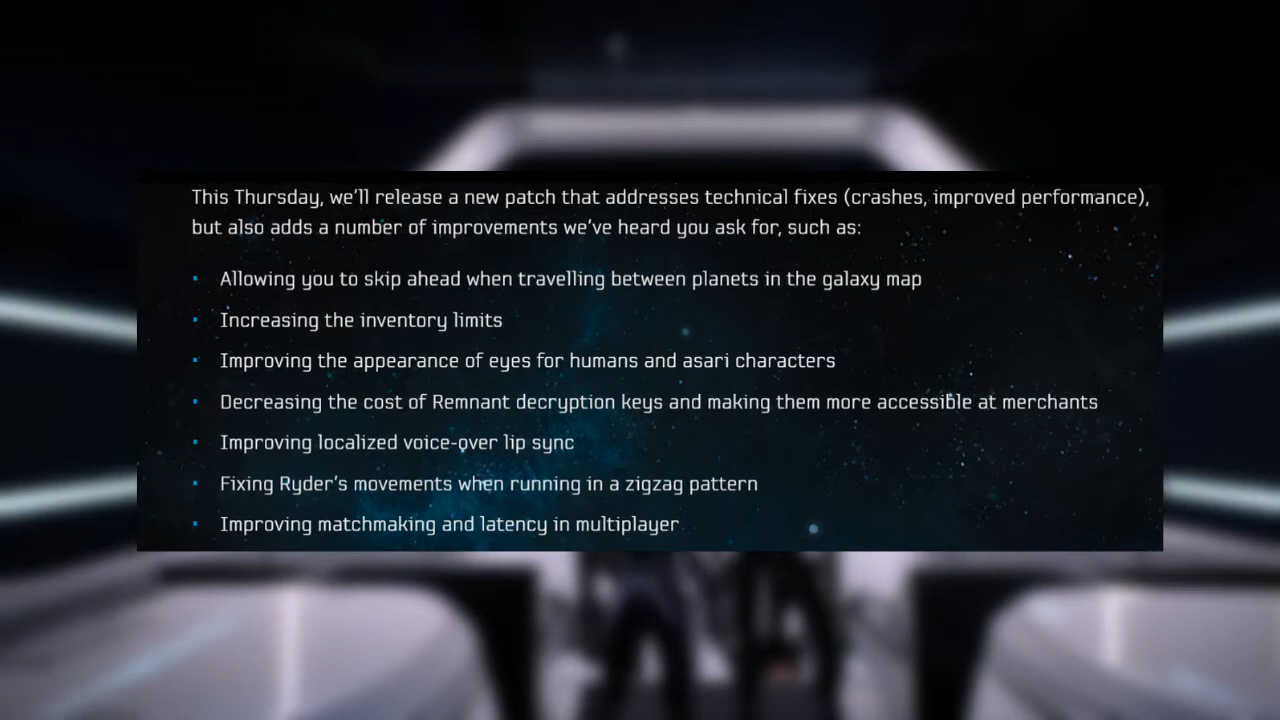 This Thursday, we'll release a new patch that addresses technical fixes (crashes, improved performance),
but also adds a number of improvements we've heard you ask for, such as:
· Allowing you to skip ahead when travelling between planets in the galaxy map
· Increasing the inventory limits
· Improving the appearance of eyes for humans and asari characters
· Decreasing the cost of Remnant decryption keys and making them more accessible at merchants
· Improving localized voice-over lip sync
· Fixing Ryder's movements when running in a zigzag pattern
· Improving matchmaking and latency in multiplayer